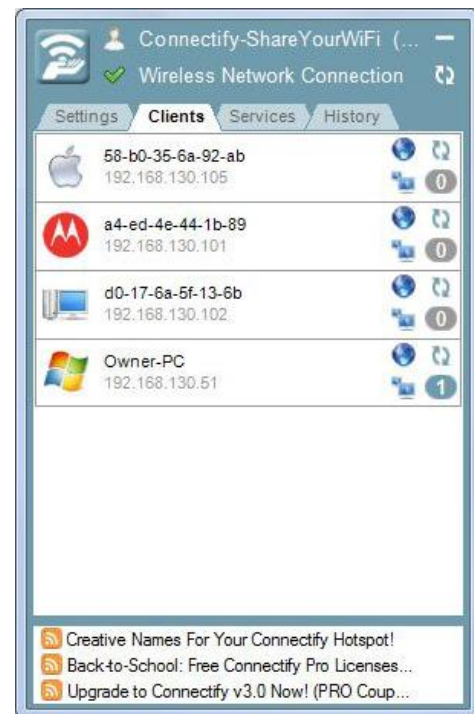 Connectify-ShareYourWiFi (...
Wireless Network Connection
Settings Clients Services History
58-b0-35-6a-92-ab
192.168.130.105
0
a4-ed-4e-44-1b-89
192.168.130.101
0
d0-17-6a-5f-13-6b
192.168.130.102
0
Owner-PC
192.168.130.51
1
Creative Names For Your Connectify Hotspot!
Back-to-School: Free Connectify Pro Licenses...
Upgrade to Connectify v3.0 Now! (PRO Coup...